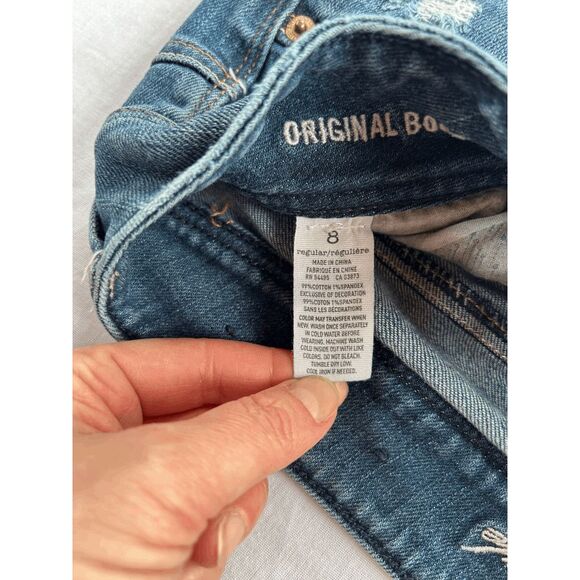 ORIGINAL
8
regular/régulière
MADE IN CHINA
FABRIQUÉ EN CHINE
RN 54485 CA 03873
99%COTTON 1%SPANDEX
EXCLUSIVE OF DECORATION
99%COTON 1%SPANDEX
SANS LES DÉCORATIONS
COLOR MAY TRANSFER WHEN
NEW. WASH ONCE SEPARATELY
IN COLD WATER BEFORE
WEARING. MACHINE WASH
COLD INSIDE OUT WITH LIKE
COLORS. DO NOT BLEACH.
TUMBLE DRY LOW.
COOL IRON IF NEEDED.